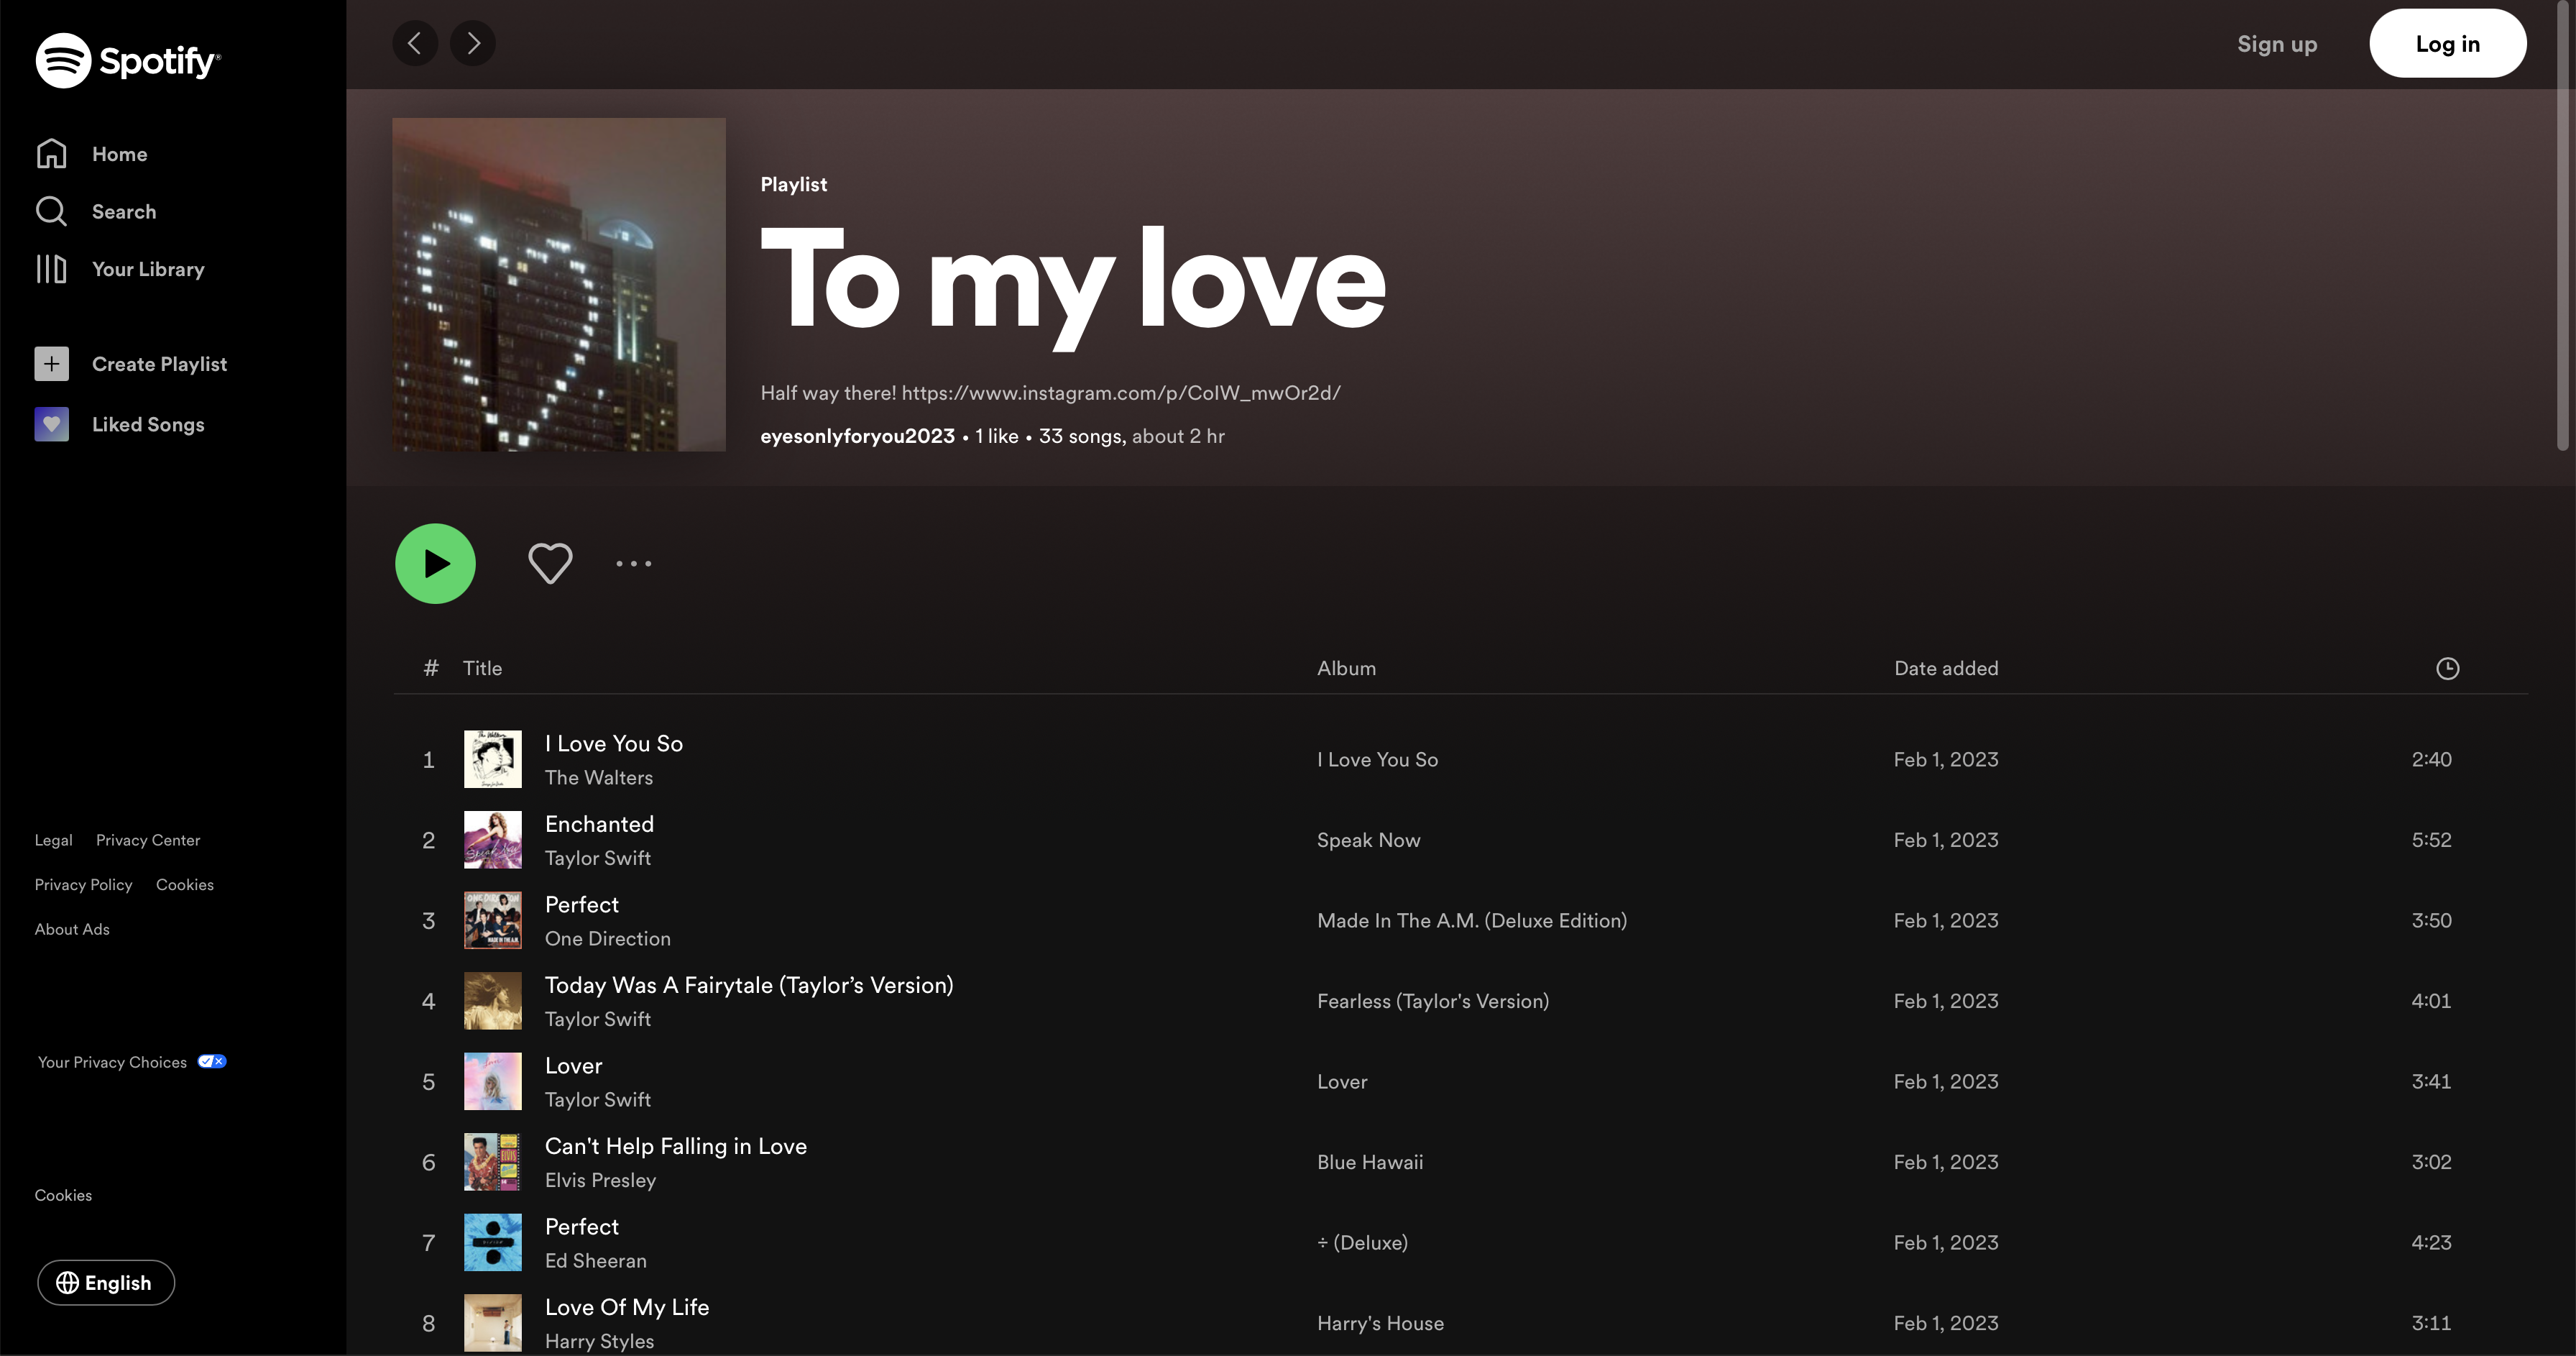 Spotify
Home
Search
Your Library
Create Playlist
Liked Songs
Legal Privacy Center
Privacy Policy Cookies
About Ads
Your Privacy Choices
Cookies
English
Sign up Log in
Playlist
To my love
Half way there! https://www.instagram.com/p/CoIW_mwOr2d/
eyesonlyforyou2023 • 1 like • 33 songs, about 2 hr
# Title Album Date added
1 I Love You So I Love You So Feb 1, 2023 2:40
The Walters
2 Enchanted Speak Now Feb 1, 2023 5:52
Taylor Swift
3 Perfect Made In The A.M. (Deluxe Edition) Feb 1, 2023 3:50
One Direction
4 Today Was A Fairytale (Taylor’s Version) Fearless (Taylor's Version) Feb 1, 2023 4:01
Taylor Swift
5 Lover Lover Feb 1, 2023 3:41
Taylor Swift
6 Can't Help Falling in Love Blue Hawaii Feb 1, 2023 3:02
Elvis Presley
7 Perfect ÷ (Deluxe) Feb 1, 2023 4:23
Ed Sheeran
8 Love Of My Life Harry's House Feb 1, 2023 3:11
Harry Styles